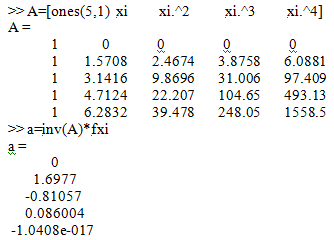 >> A=[ones(5,1) xi xi.^2 xi.^3 xi.^4]
A =
1 0 0 0 0
1 1.5708 2.4674 3.8758 6.0881
1 3.1416 9.8696 31.006 97.409
1 4.7124 22.207 104.65 493.13
1 6.2832 39.478 248.05 1558.5
>> a=inv(A)*fxi
a =
0
1.6977
-0.81057
0.086004
-1.0408e-017